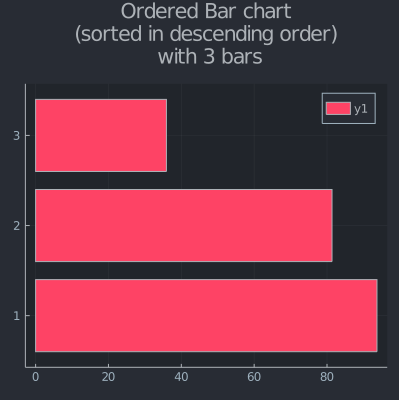 Ordered Bar chart
(sorted in descending order)
with 3 bars
y1
3
2
1
0 20 40 60 80